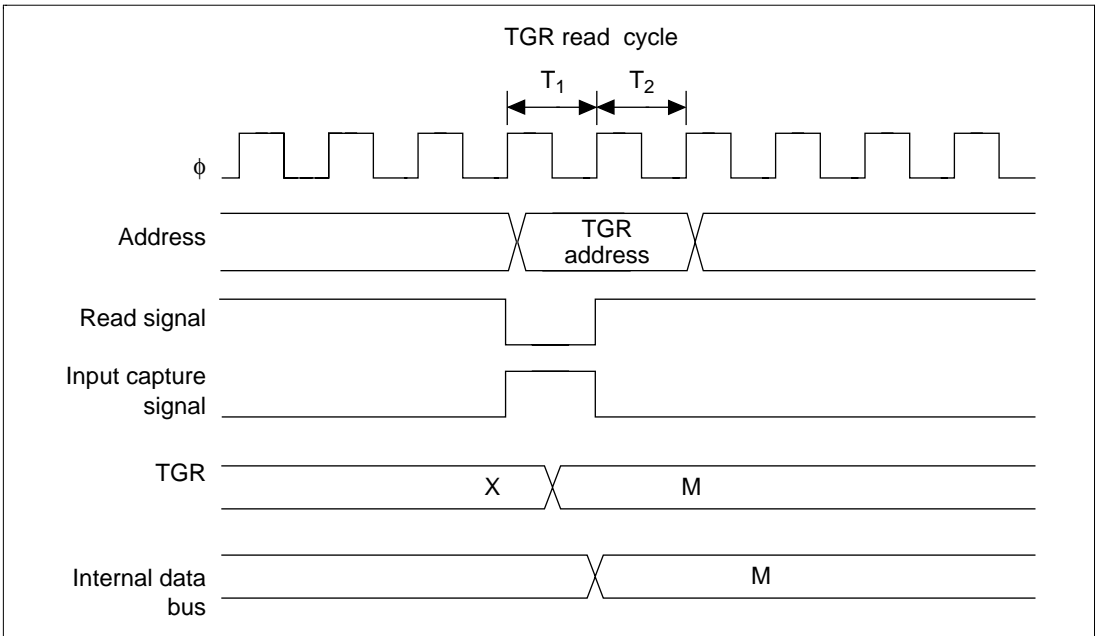 TGR read cycle
T1 T2
ϕ
Address
TGR
address
Read signal
Input capture
signal
TGR
X M
Internal data
bus
M